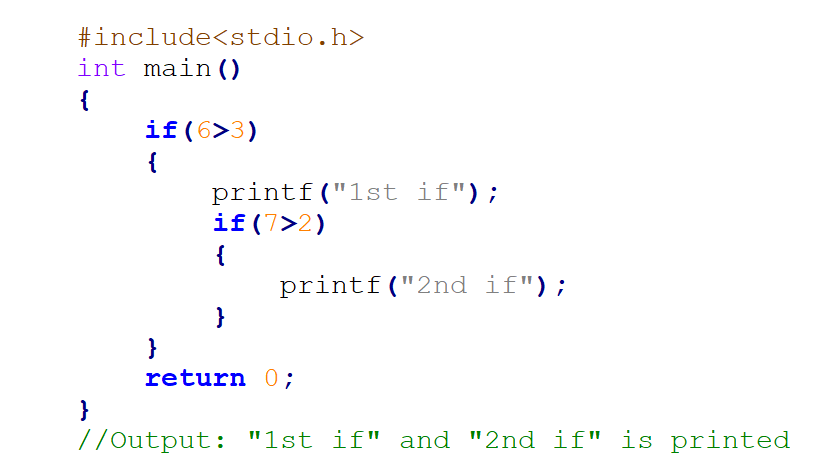 #include<stdio.h>
int main()
{
if(6>3)
{
printf("1st if");
if(7>2)
{
printf("2nd if");
}
}
return 0;
}
//Output: "1st if" and "2nd if" is printed